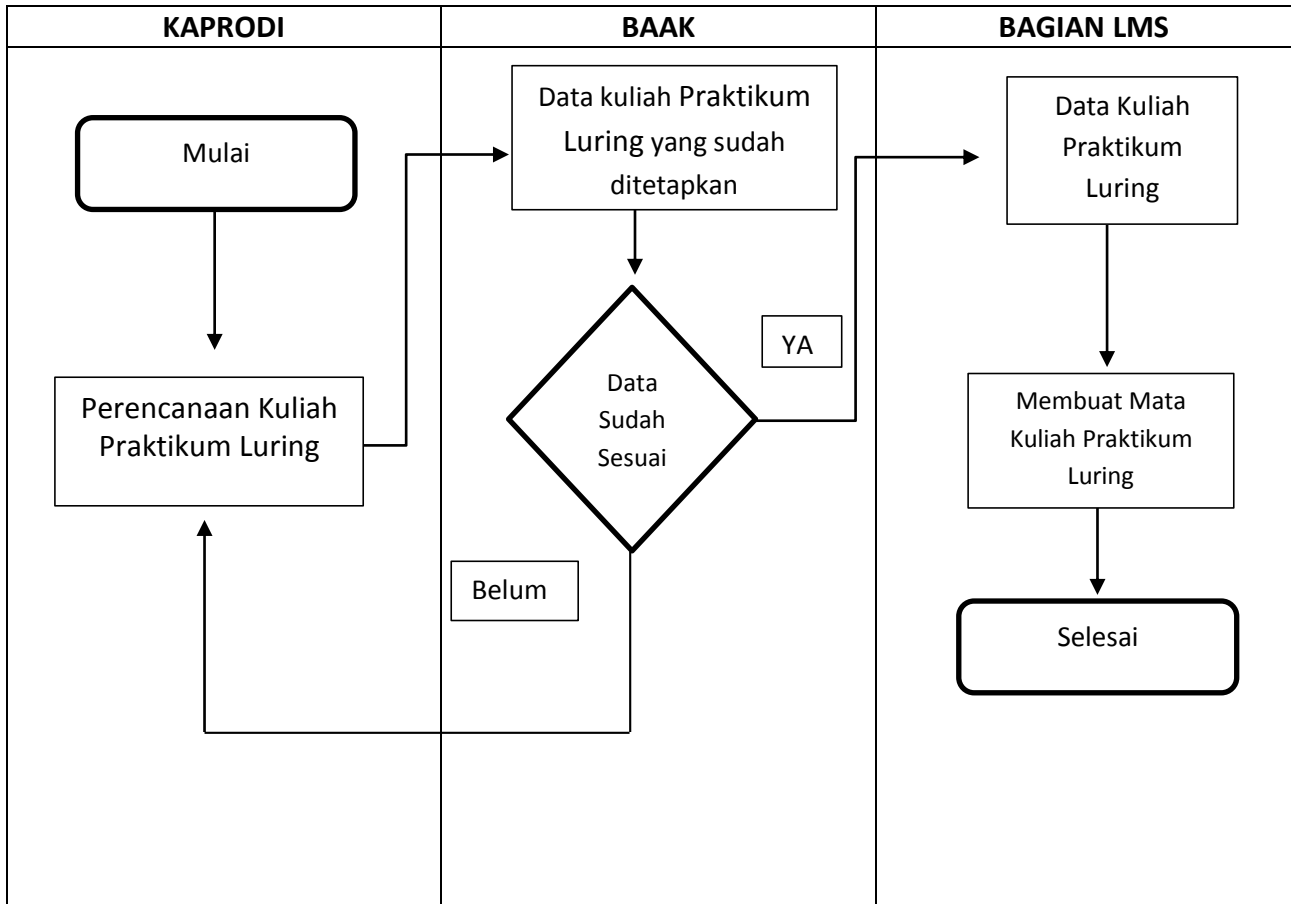 KAPRODI
BAAK
BAGIAN LMS
Mulai
Perencanaan Kuliah
Praktikum Luring
Data kuliah Praktikum
Luring yang sudah
ditetapkan
Data
Sudah
Sesuai
YA
Belum
Data Kuliah
Praktikum
Luring
Membuat Mata
Kuliah Praktikum
Luring
Selesai